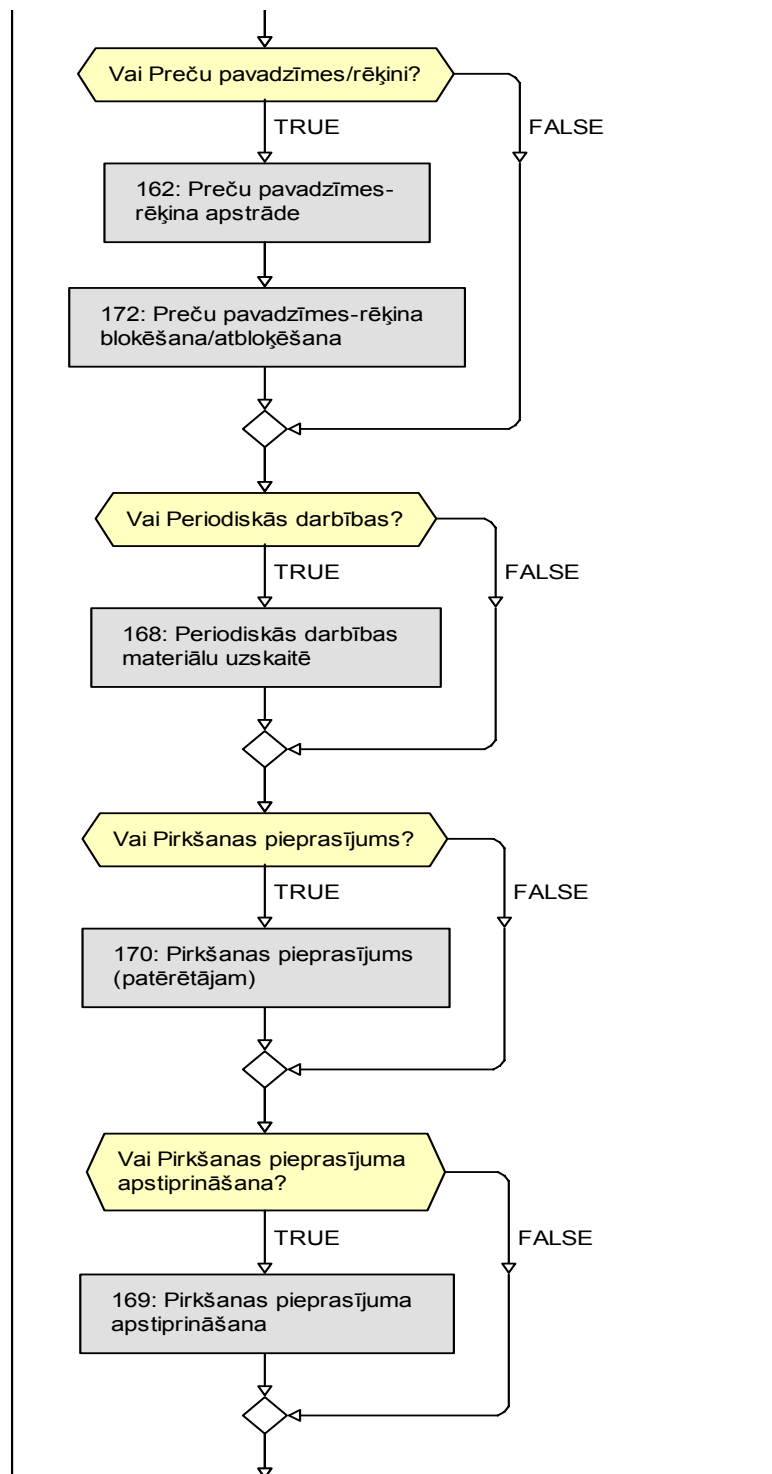 Vai Preču pavadzīmes/rēķini?
TRUE
FALSE
162: Preču pavadzīmes-
rēķina apstrāde
172: Preču pavadzīmes-rēķina
blokēšana/atbloķēšana
Vai Periodiskās darbības?
TRUE
FALSE
168: Periodiskās darbības
materiālu uzskaitē
Vai Pirkšanas pieprasījums?
TRUE
FALSE
170: Pirkšanas pieprasījums
(patērētājam)
Vai Pirkšanas pieprasījuma
apstiprināšana?
TRUE
FALSE
169: Pirkšanas pieprasījuma
apstiprināšana